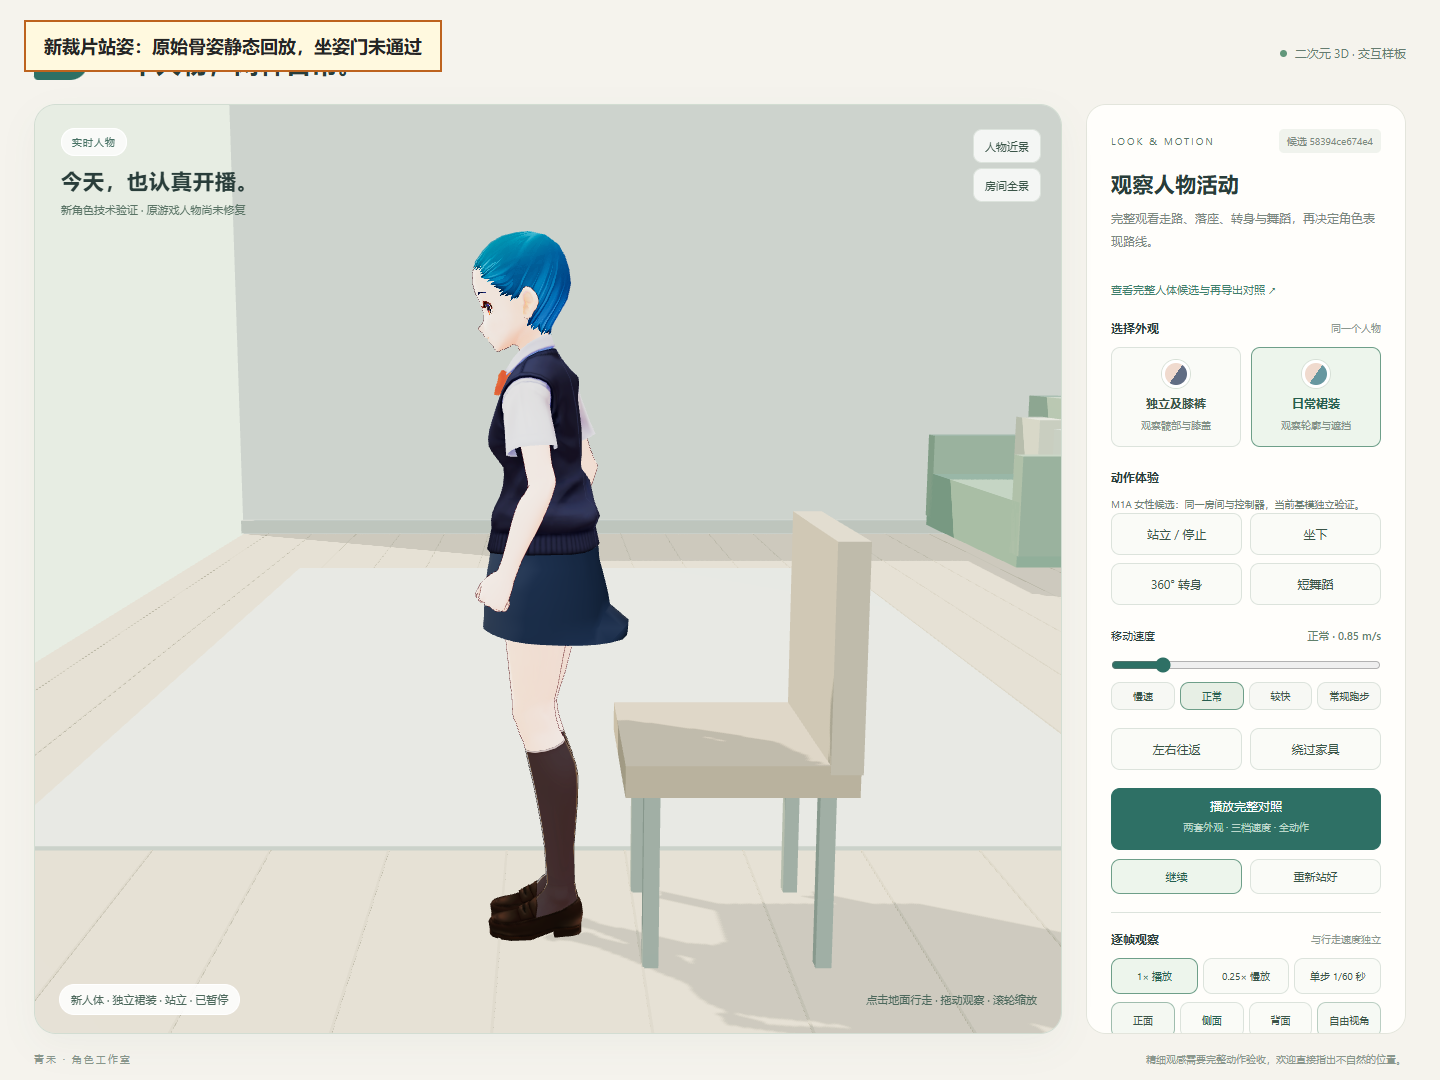 新裁片站姿：原始骨姿静态回放，坐姿门未通过
二次元 3D · 交互样板
实时人物
今天，也认真开播。
新角色技术验证 · 原游戏人物尚未修复
人物近景
房间全景
新人体 · 独立裙装 · 站立 · 已暂停
点击地面行走 · 拖动观察 · 滚轮缩放
LOOK & MOTION
候选 58394ce674e4
观察人物活动
完整观看走路、落座、转身与舞蹈，再决定角色表
现路线。
查看完整人体候选与再导出对照 ↗
选择外观
同一个人物
独立及膝裤
观察髋部与膝盖
日常裙装
观察轮廓与遮挡
动作体验
M1A 女性候选：同一房间与控制器，当前基模独立验证。
站立 / 停止
坐下
360° 转身
短舞蹈
移动速度
正常 · 0.85 m/s
慢速
正常
较快
常规跑步
左右往返
绕过家具
播放完整对照
两套外观 · 三档速度 · 全动作
继续
重新站好
逐帧观察
与行走速度独立
1× 播放
0.25× 慢放
单步 1/60 秒
正面
侧面
背面
自由视角
青禾 · 角色工作室
精细观感需要完整动作验收，欢迎直接指出不自然的位置。